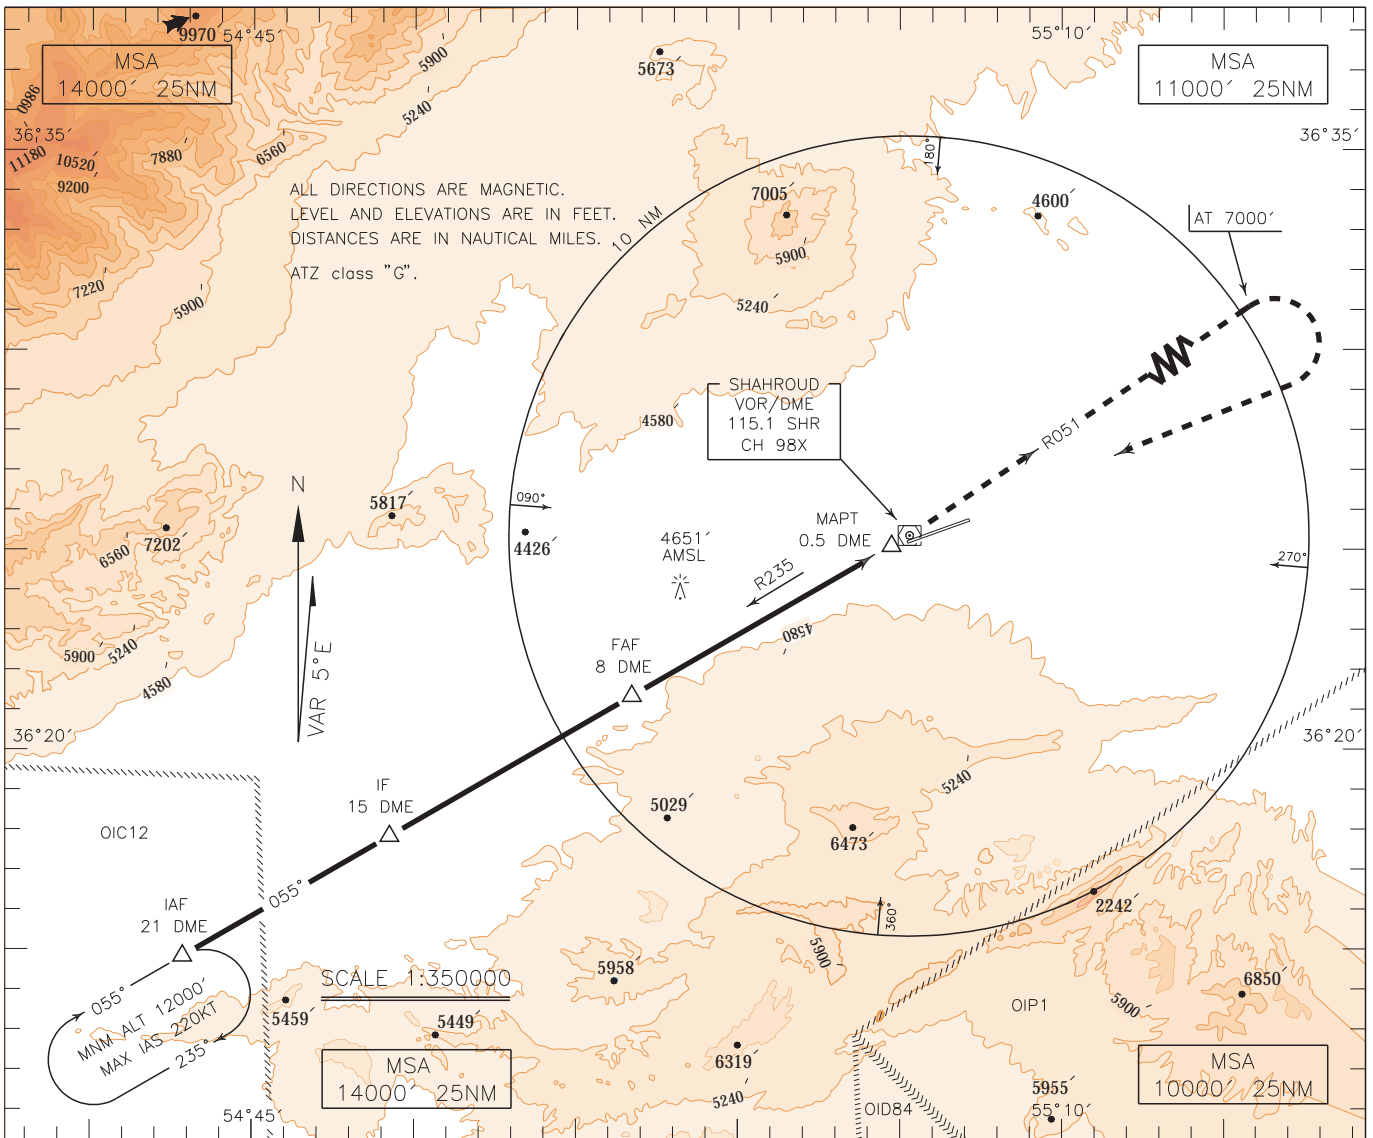 9970′
54°45′
55°10′
MSA
14000′ 25NM
5900
5673′
MSA
11000′ 25NM
9860
5240
36°35′
36°35′
11180
10520
7880
6560
9200
180°
ALL DIRECTIONS ARE MAGNETIC.
LEVEL AND ELEVATIONS ARE IN FEET.
DISTANCES ARE IN NAUTICAL MILES.
ATZ class "G".
10 NM
7005′
4600′
AT 7000′
5900
7220
5900
5240
SHAHROUD
VOR/DME
115.1 SHR
CH 98X
4580
R051
N
090°
5817′
7202′
6560
4426′
4651′
AMSL
MAPT
0.5 DME
270°
R235
4580
5900
5240
4580
VAR 5°E
FAF
8 DME
36°20′
36°20′
IF
15 DME
5240
OIC12
5029′
6473′
055°
IAF
21 DME
2242′
360°
5900
055°
MNM ALT 12000′
MAX IAS 220KT
235°
SCALE 1:350000
5958′
6850′
5459′
5449′
OIP1
5900
6319′
MSA
14000′ 25NM
MSA
10000′ 25NM
5240
5955′
54°45′
OID84
55°10′